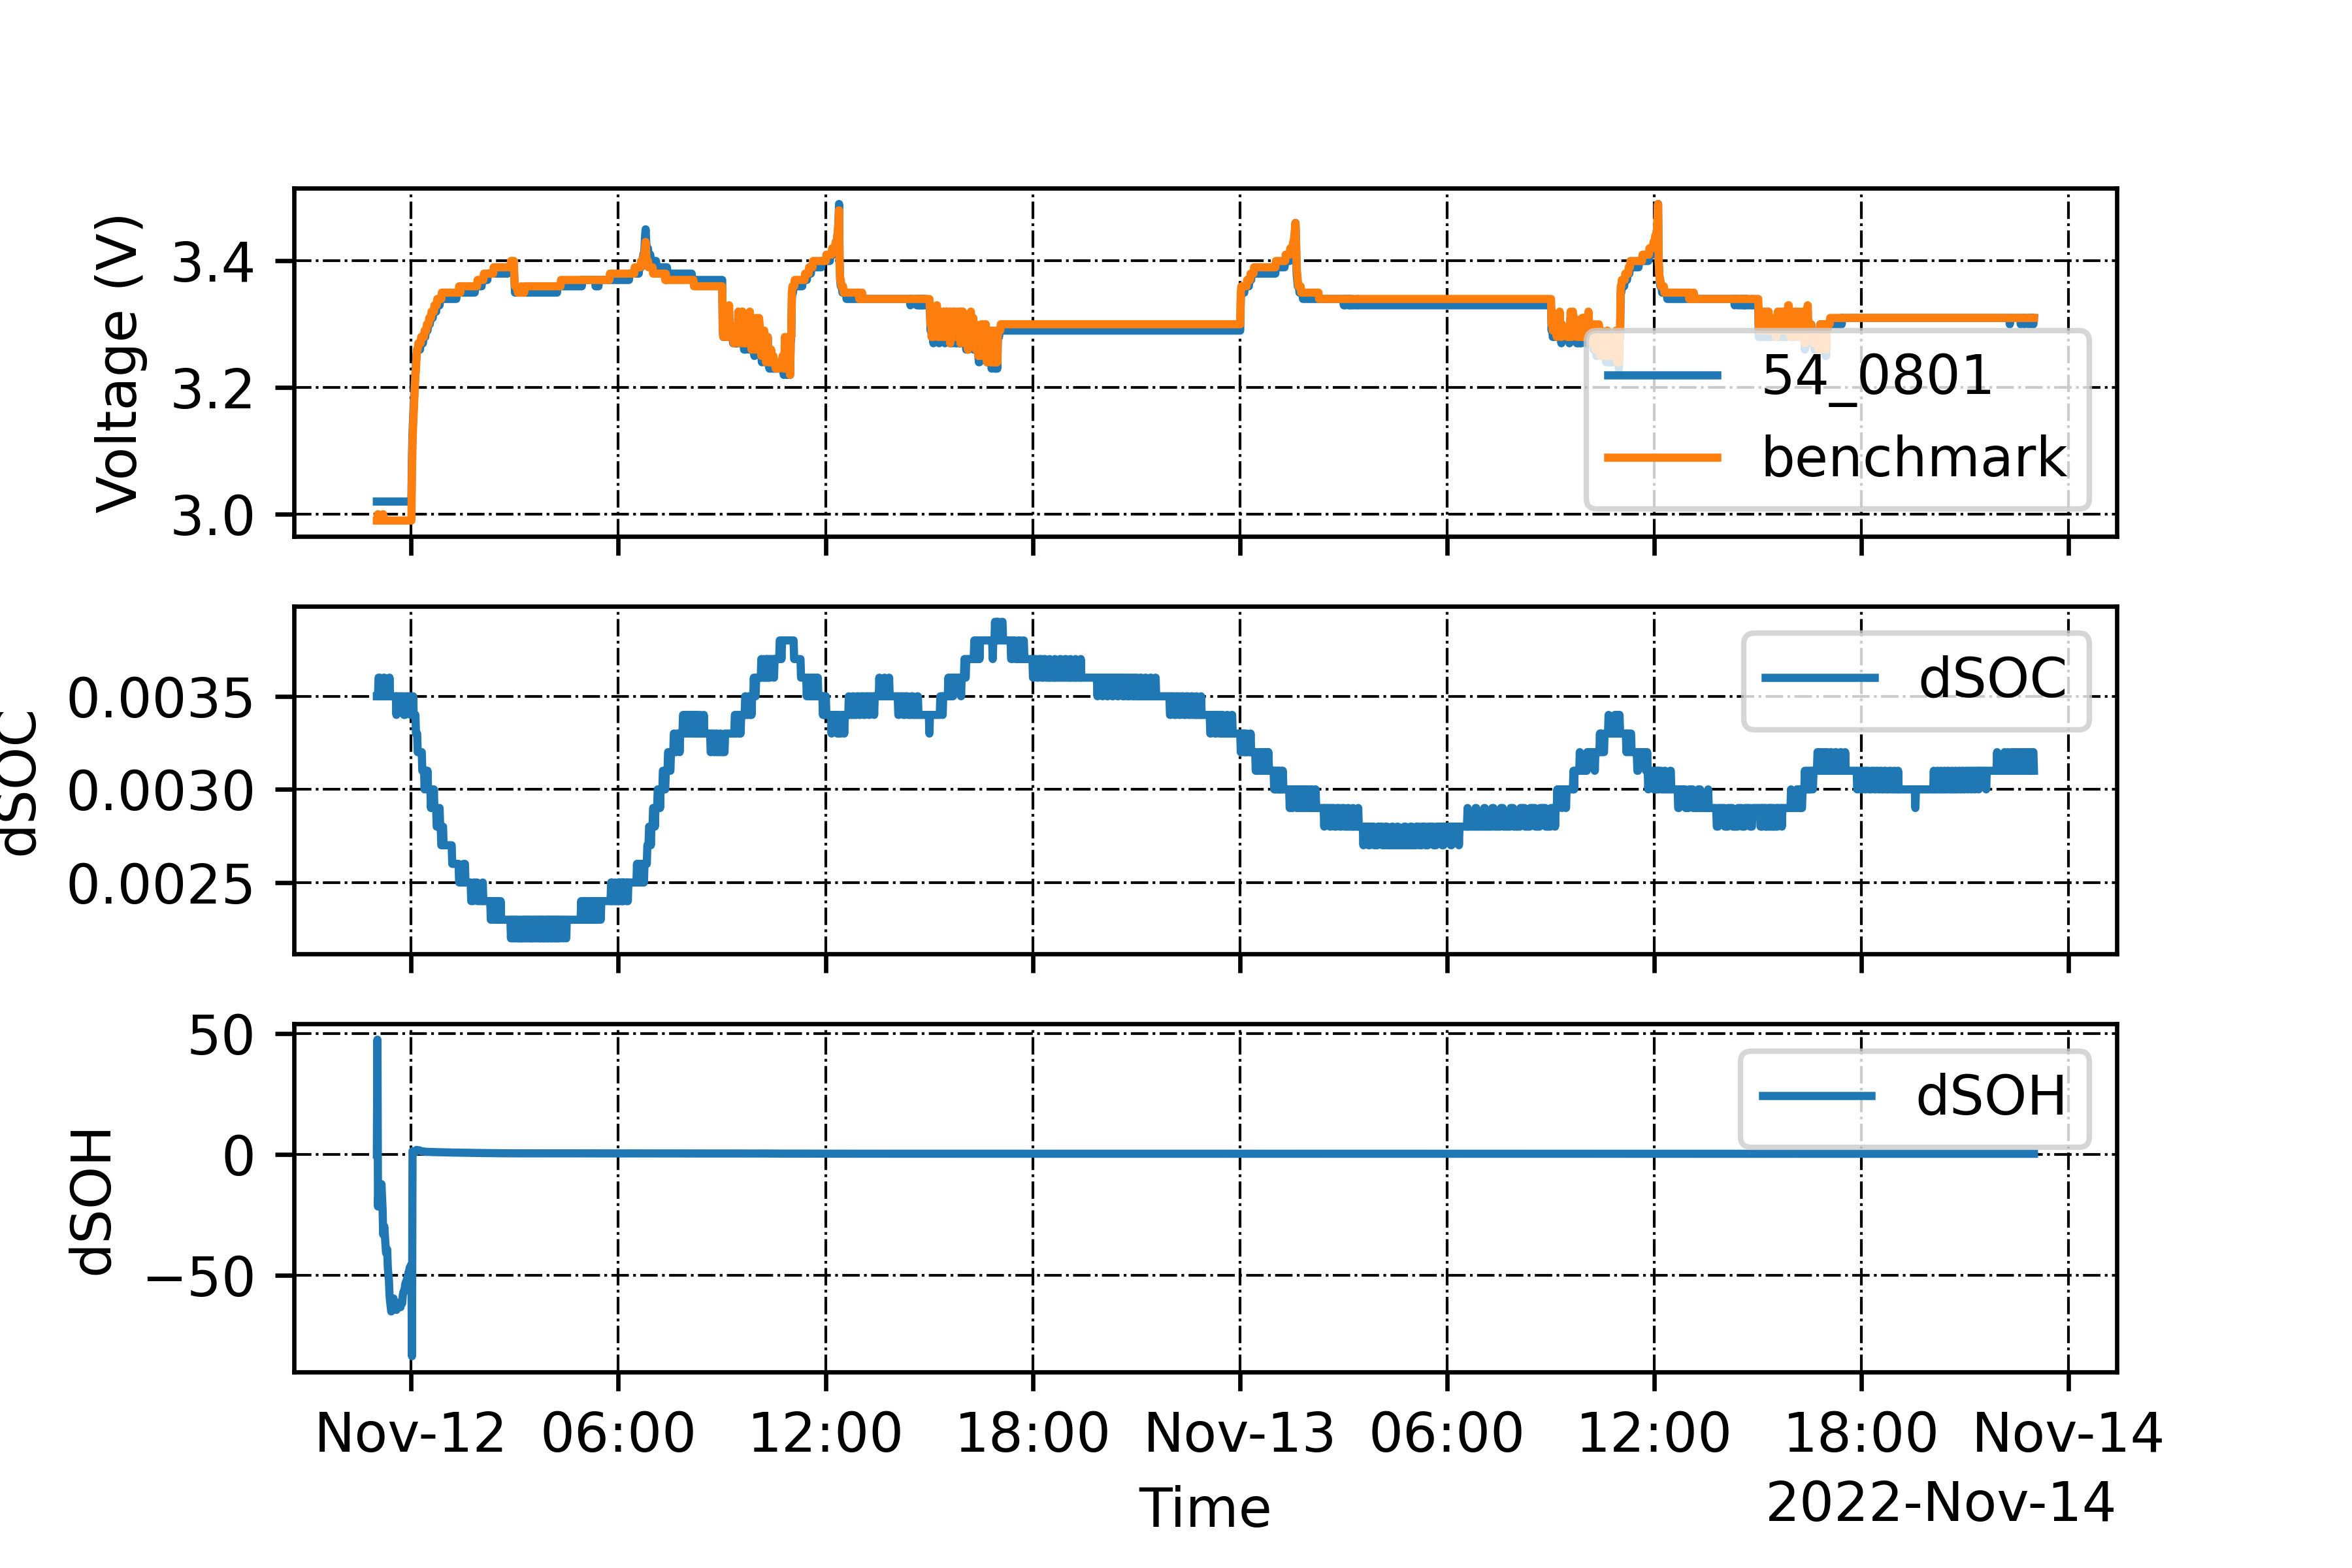 Voltage (V)
3.4
3.2
3.0
54_0801
benchmark
dSOC
0.0035
0.0030
0.0025
dSOC
dSOH
50
0
−50
dSOH
Nov-12 06:00 12:00 18:00 Nov-13 06:00 12:00 18:00 Nov-14
Time
2022-Nov-14